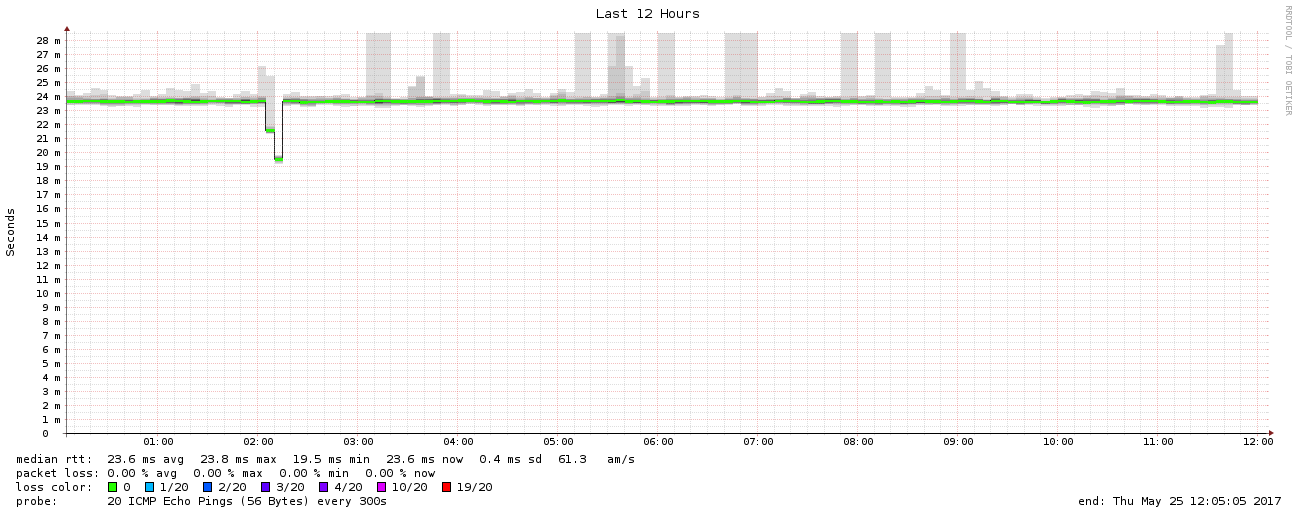 Last 12 Hours
RRDTOOL / TOBI OETIKER
Seconds
28 m
27 m
26 m
25 m
24 m
23 m
22 m
21 m
20 m
19 m
18 m
17 m
16 m
15 m
14 m
13 m
12 m
11 m
10 m
9 m
8 m
7 m
6 m
5 m
4 m
3 m
2 m
1 m
0
01:00 02:00 03:00 04:00 05:00 06:00 07:00 08:00 09:00 10:00 11:00 12:00
median rtt: 23.6 ms avg 23.8 ms max 19.5 ms min 23.6 ms now 0.4 ms sd 61.3 am/s
packet loss: 0.00 % avg 0.00 % max 0.00 % min 0.00 % now
loss color: 0 1/20 2/20 3/20 4/20 10/20 19/20
probe: 20 ICMP Echo Pings (56 Bytes) every 300s end: Thu May 25 12:05:05 2017